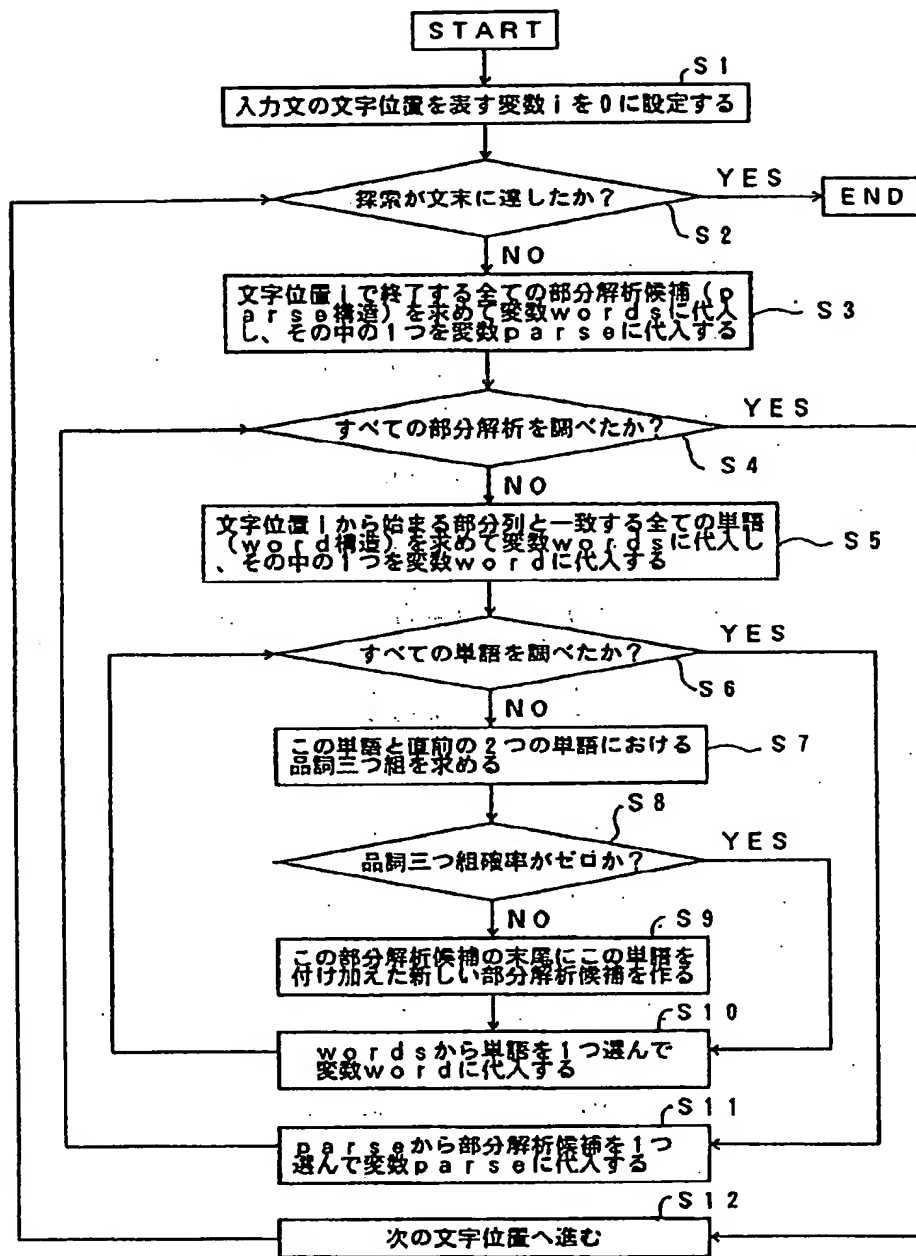 START
S1
入力文の文字位置を表す変数iを0に設定する
探索が文末に達したか？
YES
END
S2
NO
文字位置iで終了する全ての部分解析候補（p
arse構造）を求めて変数wordsに代入
し、その中の1つを変数parseに代入する
S3
すべての部分解析を調べたか？
YES
S4
NO
文字位置iから始まる部分列と一致する全ての単語
（word構造）を求めて変数wordsに代入し
、その中の1つを変数wordに代入する
S5
すべての単語を調べたか？
YES
S6
NO
この単語と直前の2つの単語における
品詞三つ組を求める
S7
S8
品詞三つ組確率がゼロか？
YES
NO
S9
この部分解析候補の末尾にこの単語を
付け加えた新しい部分解析候補を作る
S10
wordsから単語を1つ選んで
変数wordに代入する
S11
parseから部分解析候補を1つ
選んで変数parseに代入する
S12
次の文字位置へ進む